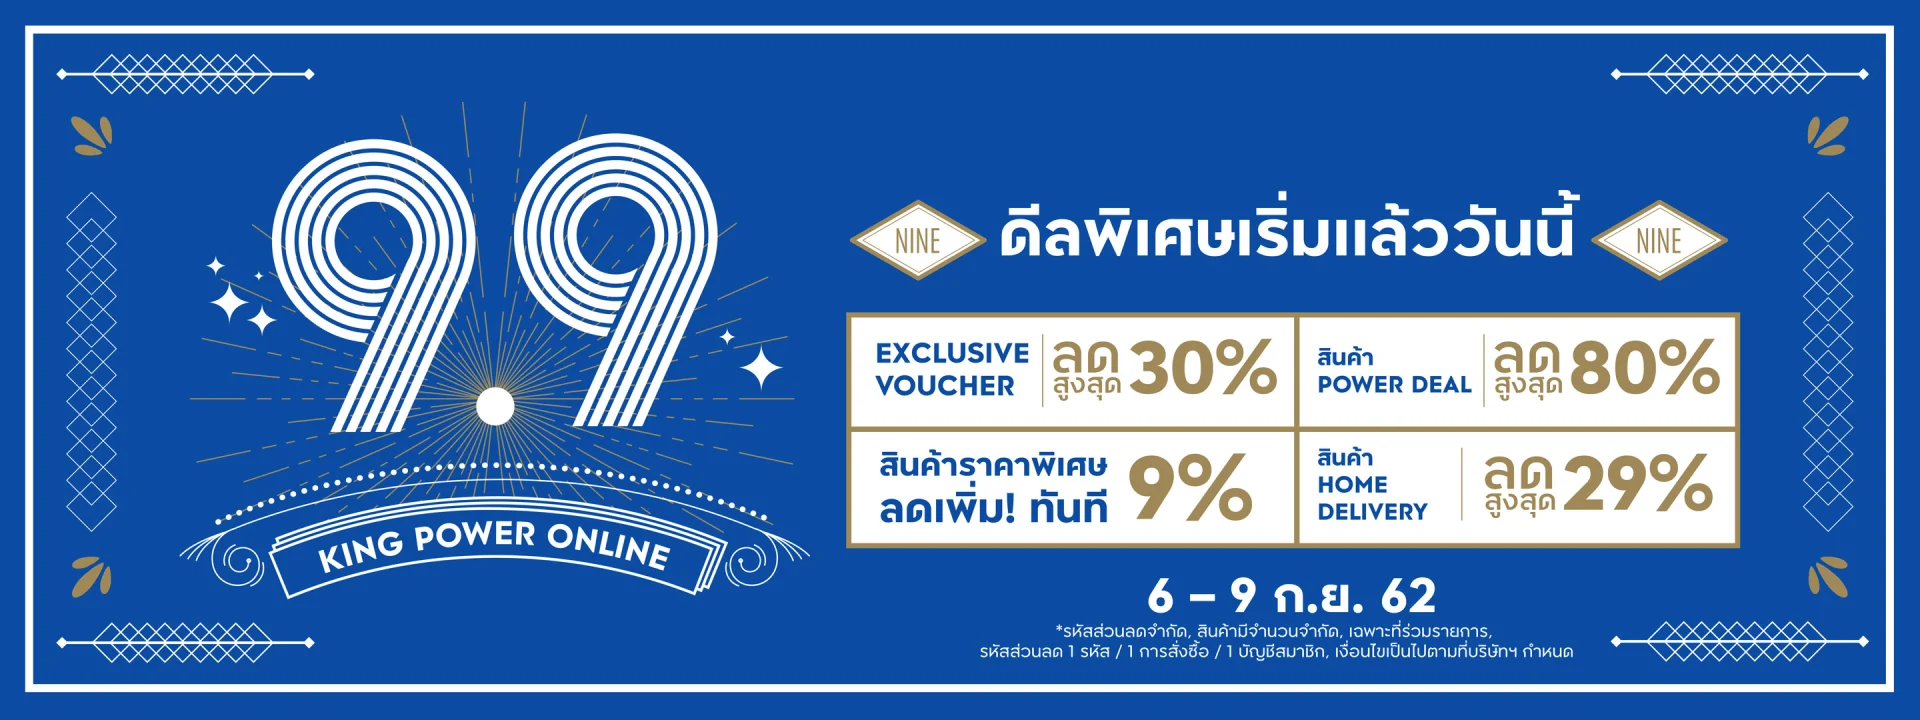 99
KING POWER ONLINE
NINE ดีลพิเศษเริ่มแล้ววันนี้ NINE
EXCLUSIVE
VOUCHER
ลด
สูงสุด
30%
สินค้า
POWER DEAL
ลด
สูงสุด
80%
สินค้าราคาพิเศษ
ลดเพิ่ม! ทันที
9%
สินค้า
HOME
DELIVERY
ลด
สูงสุด
29%
6 – 9 ก.ย. 62
*รหัสส่วนลดจำกัด, สินค้ามีจำนวนจำกัด, เฉพาะที่ร่วมรายการ,
รหัสส่วนลด 1 รหัส / 1 การสั่งซื้อ / 1 บัญชีสมาชิก, เงื่อนไขเป็นไปตามที่บริษัทฯ กำหนด